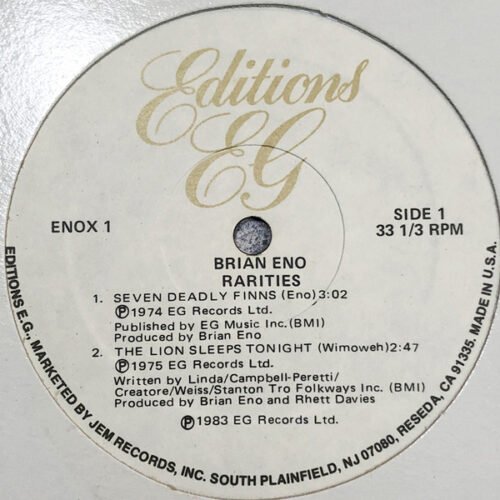 Editions
EG
ENOX 1
SIDE 1
33 1/3 RPM
BRIAN ENO
RARITIES
1. SEVEN DEADLY FINNS (Eno) 3:02
Ⓟ1974 EG Records Ltd.
Published by EG Music Inc.(BMI)
Produced by Brian Eno
2. THE LION SLEEPS TONIGHT (Wimoweh) 2:47
Ⓟ1975 EG Records Ltd.
Written by Linda/Campbell-Peretti/
Creatore/Weiss/Stanton Tro Folkways Inc. (BMI)
Produced by Brian Eno and Rhett Davies
Ⓟ1983 EG Records Ltd.
EDITIONS E.G., MARKETED BY JEM RECORDS, INC. SOUTH PLAINFIELD, NJ 07080, RESEDA, CA 91335. MADE IN U.S.A.